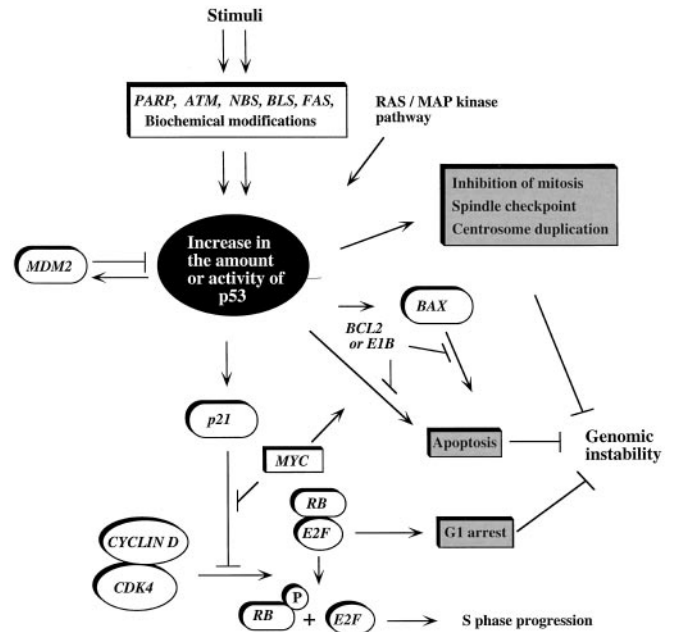 Stimuli
PARP, ATM, NBS, BLS, FAS,
Biochemical modifications
RAS / MAP kinase
pathway
Inhibition of mitosis
Spindle checkpoint
Centrosome duplication
Increase in
the amount
or activity of
p53
MDM2
BAX
BCL2
or E1B
p21
MYC
Apoptosis
Genomic
instability
RB
E2F
G1 arrest
CYCLIN D
CDK4
P
RB + E2F
S phase progression